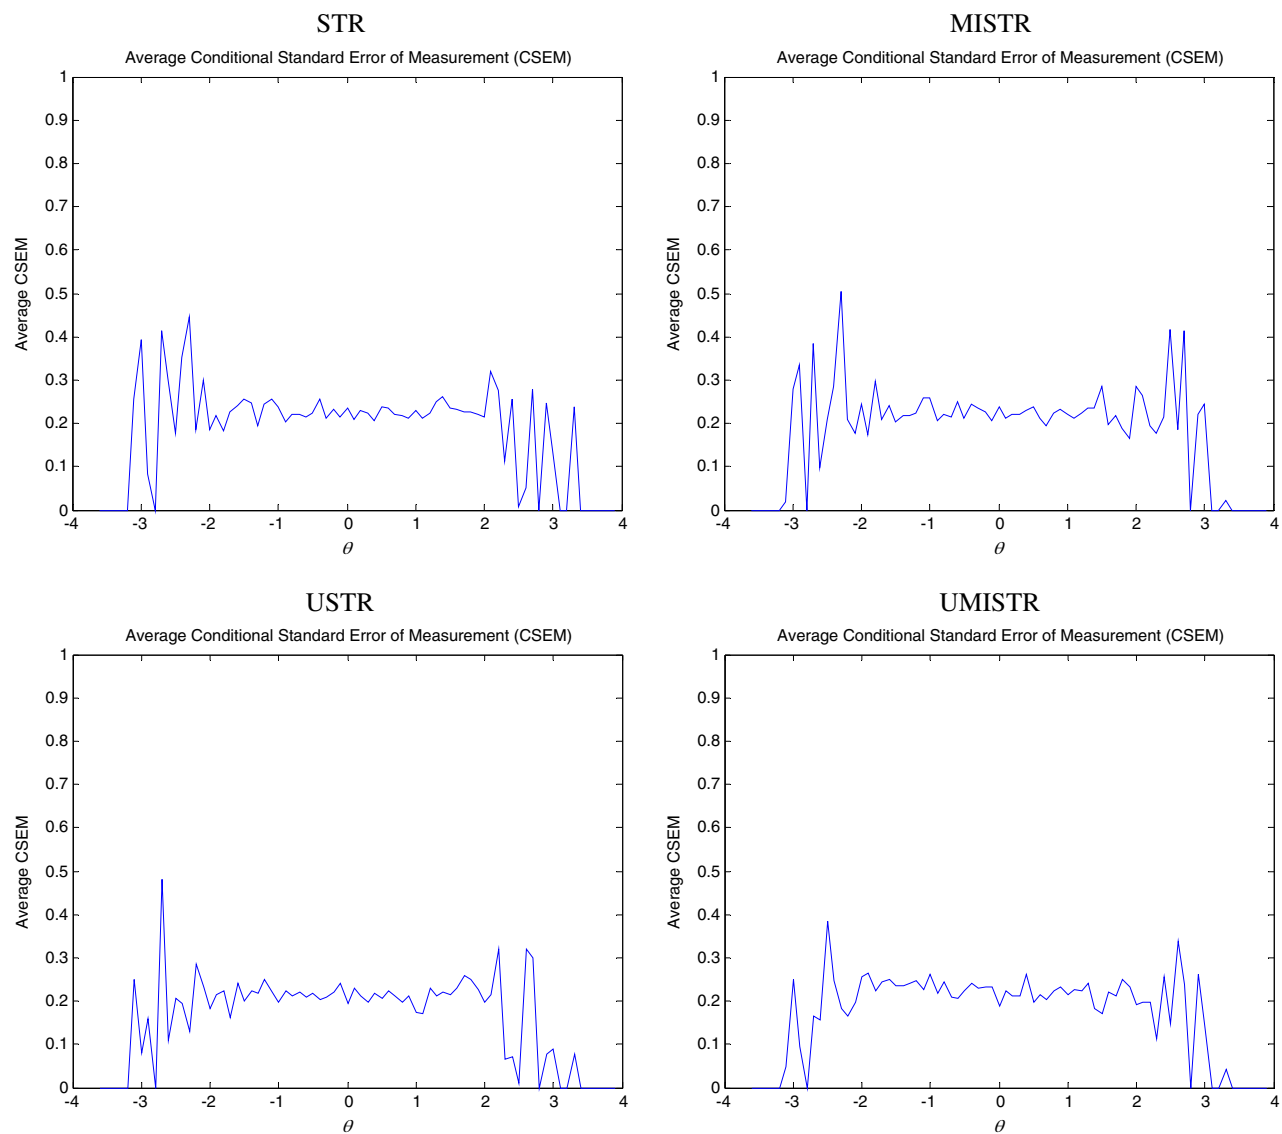 STR
Average Conditional Standard Error of Measurement (CSEM)
1
0.9
0.8
0.7
0.6
0.5
0.4
0.3
0.2
0.1
0
Average CSEM
-4 -3 -2 -1 0 1 2 3 4
θ
MISTR
Average Conditional Standard Error of Measurement (CSEM)
1
0.9
0.8
0.7
0.6
0.5
0.4
0.3
0.2
0.1
0
Average CSEM
-4 -3 -2 -1 0 1 2 3 4
θ
USTR
Average Conditional Standard Error of Measurement (CSEM)
1
0.9
0.8
0.7
0.6
0.5
0.4
0.3
0.2
0.1
0
Average CSEM
-4 -3 -2 -1 0 1 2 3 4
θ
UMISTR
Average Conditional Standard Error of Measurement (CSEM)
1
0.9
0.8
0.7
0.6
0.5
0.4
0.3
0.2
0.1
0
Average CSEM
-4 -3 -2 -1 0 1 2 3 4
θ